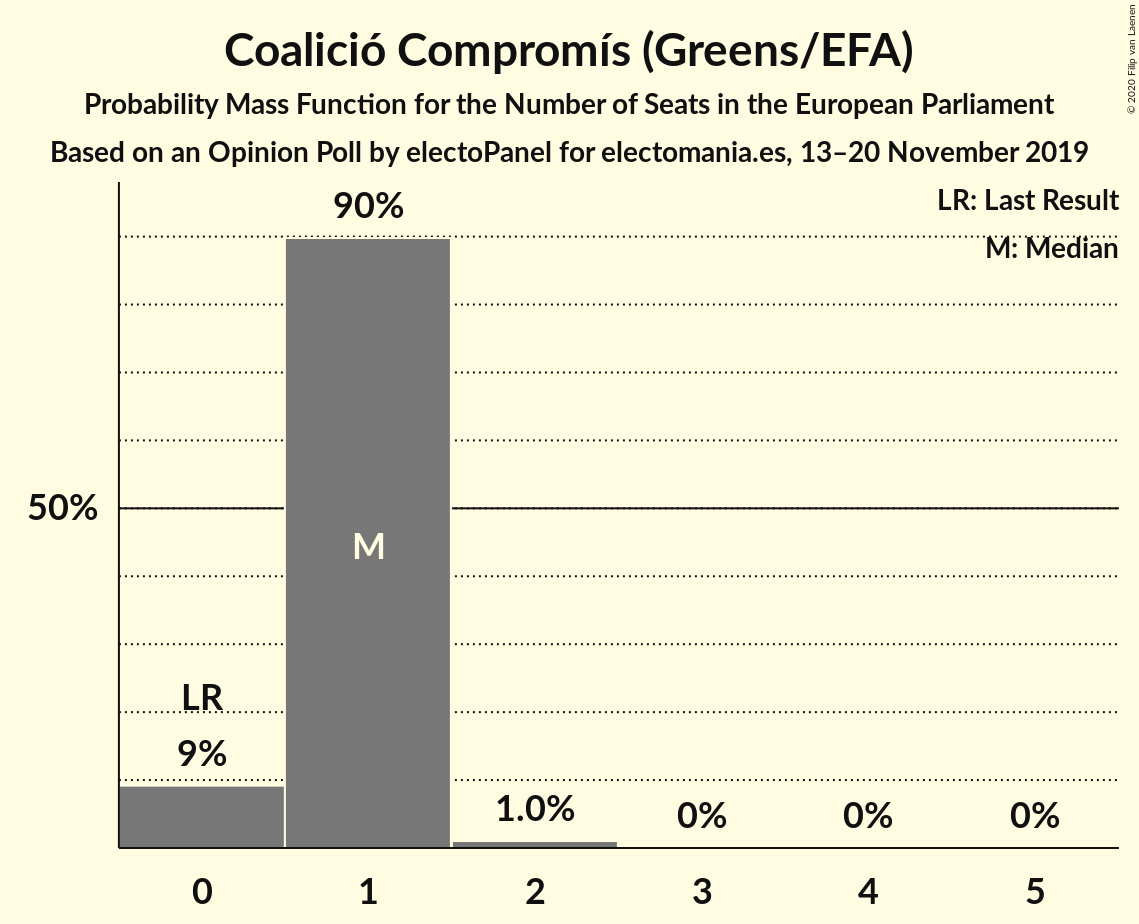 Coalició Compromís (Greens/EFA)
Probability Mass Function for the Number of Seats in the European Parliament
Based on an Opinion Poll by electoPanel for electomania.es, 13–20 November 2019
© 2020 Filip van Laenen
LR: Last Result
M: Median
90%
50%
M
LR
9%
1.0%
0%
0%
0%
0
1
2
3
4
5